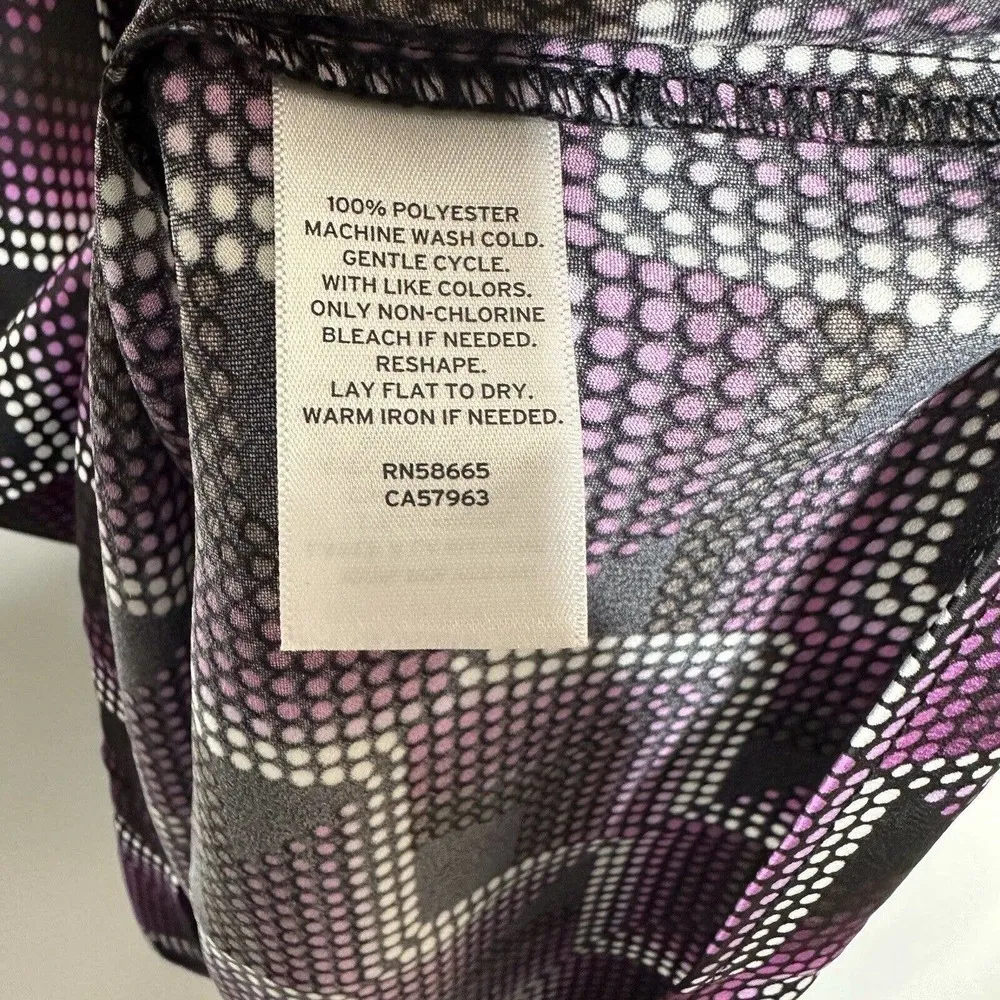 100% POLYESTER
MACHINE WASH COLD.
GENTLE CYCLE.
WITH LIKE COLORS.
ONLY NON-CHLORINE
BLEACH IF NEEDED.
RESHAPE.
LAY FLAT TO DRY.
WARM IRON IF NEEDED.
RN58665
CA57963